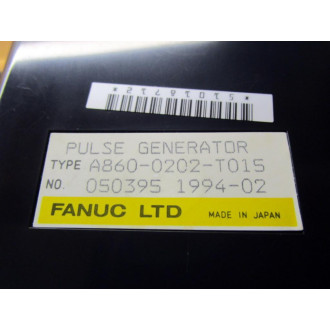 PULSE GENERATOR
TYPE A860-0202-T015
NO. 050395 1994-02
FANUC LTD MADE IN JAPAN